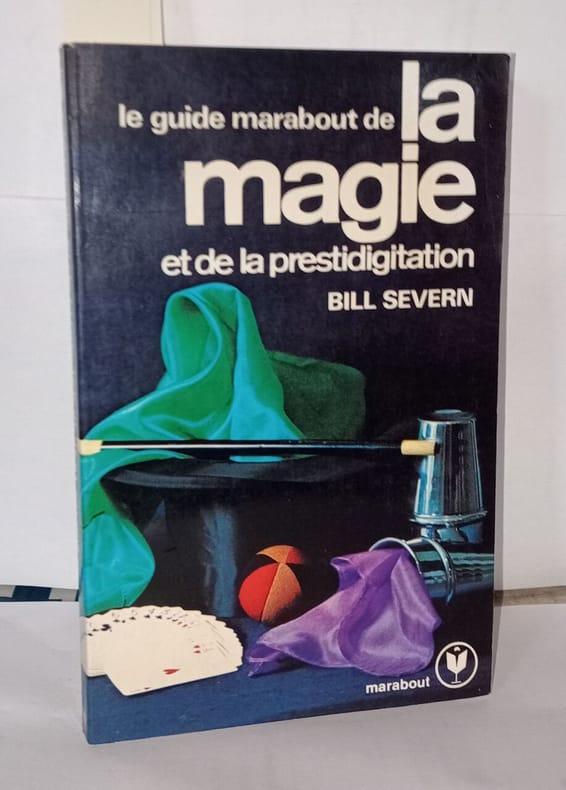 le guide marabout de la
magie
et de la prestidigitation
BILL SEVERN
marabout